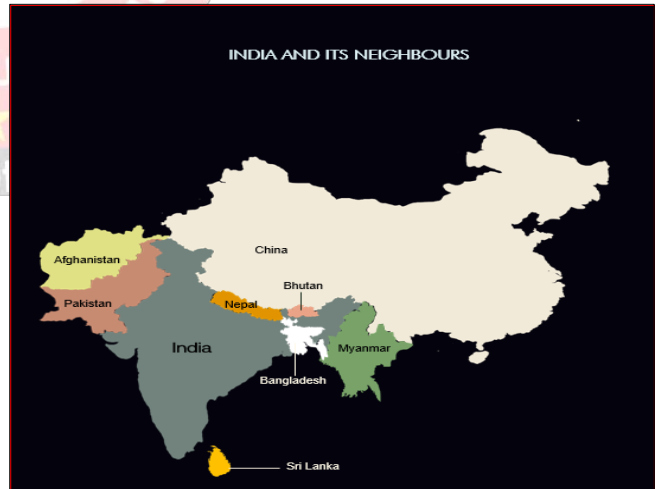 INDIA AND ITS NEIGHBOURS
China
Afghanistan
Bhutan
Pakistan
Nepal
India
Myanmar
Bangladesh
Sri Lanka